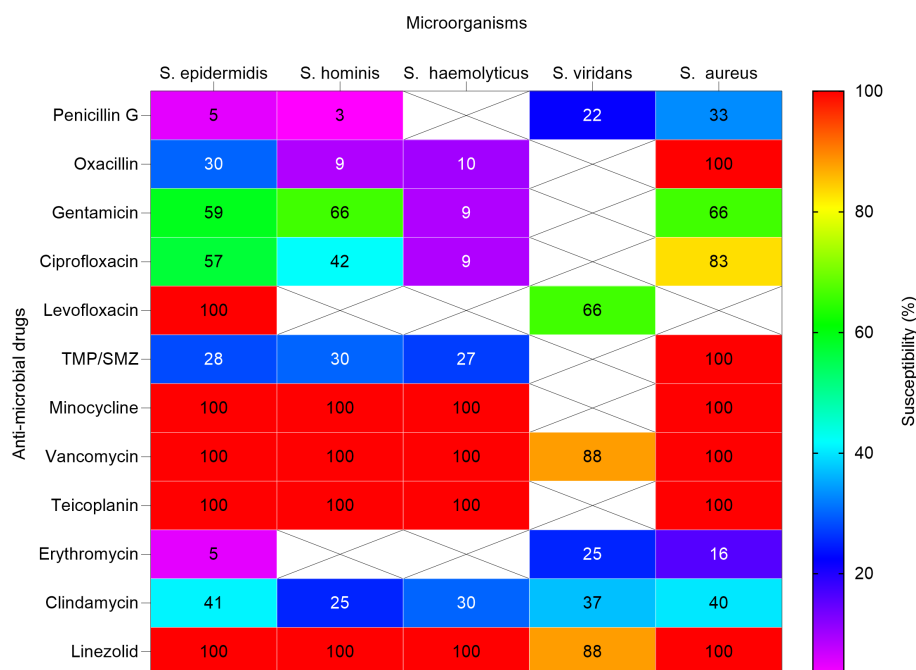 Microorganisms
S. epidermidis S. hominis S. haemolyticus S. viridans S. aureus
Penicillin G 5 3 22 33
Oxacillin 30 9 10 100
Gentamicin 59 66 9 66
Ciprofloxacin 57 42 9 83
Levofloxacin 100 66
TMP/SMZ 28 30 27 100
Minocycline 100 100 100 100
Vancomycin 100 100 100 88 100
Teicoplanin 100 100 100 100
Erythromycin 5 25 16
Clindamycin 41 25 30 37 40
Linezolid 100 100 100 88 100
Anti-microbial drugs
100
80
60
40
20
Susceptibility (%)